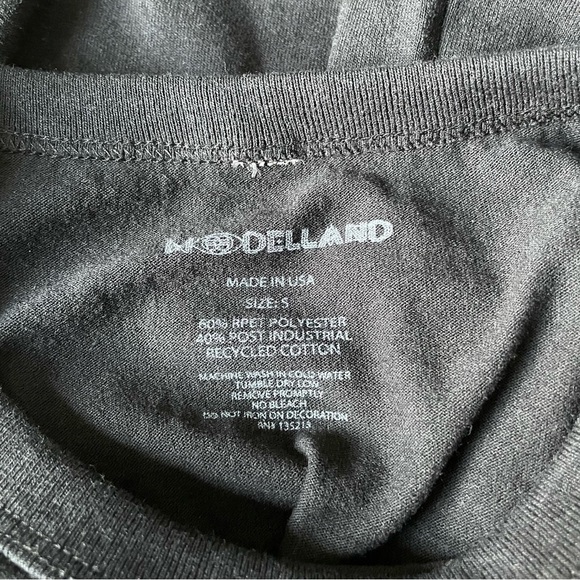 MODELLAND
MADE IN USA
SIZE: S
60% RPET POLYESTER
40% POST INDUSTRIAL
RECYCLED COTTON
MACHINE WASH IN COLD WATER
TUMBLE DRY LOW
REMOVE PROMPTLY
NO BLEACH
DO NOT IRON ON DECORATION
RN# 135219